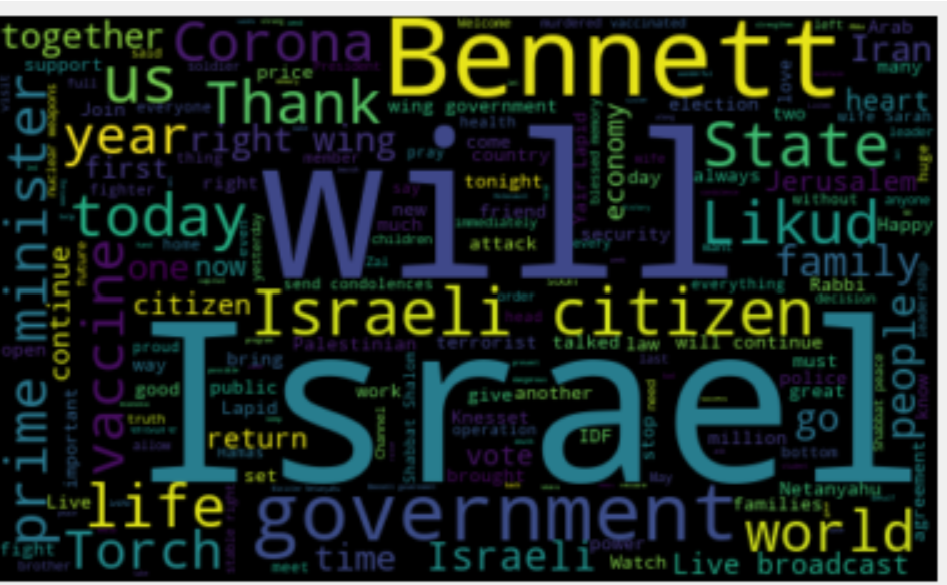 together
Corona
Bennett
Iran
Welcome
murdered vaccinated
left
Arab
said
support
us
price
soldier
many
Thank
wing government
election
love
heart
Join
everyone
two
wife Sarah
leader
year
right wing
health
come
country
State
huge
first
thing
member
pray
Will
economy
Yair Lapid
blessed memory
wife
fighter
right
say
tonight
day
always
Jerusalem
without
anyone
prime minister
nuclear weapons
visit
full
today
new
much
friend
immediately
security
Likud
Happy
children
attack
every
family
yesterday
even
home
continue
future
vaccine
one
now
send condolences
soon
everything
Rabbi
decision
leadership
citizen
Israeli citizen
order
head
people
open
proud
Palestinian
terrorist
talked
law
will continue
Israel
way
bring
last
must
police
good
public
work
give
another
great
important
truth
Lapid
Shabbat Shalom
Knesset
need
go
know
Shabbat peace
allow
return
Channel
operation
IDF
stop
million
Hamas
vote
bottom
set
brought
May
Netanyahu
agreement
Live
life
government
families
world
stable right
fight
Torch
time
Israeli
power
brother
meet
Watch
Live broadcast